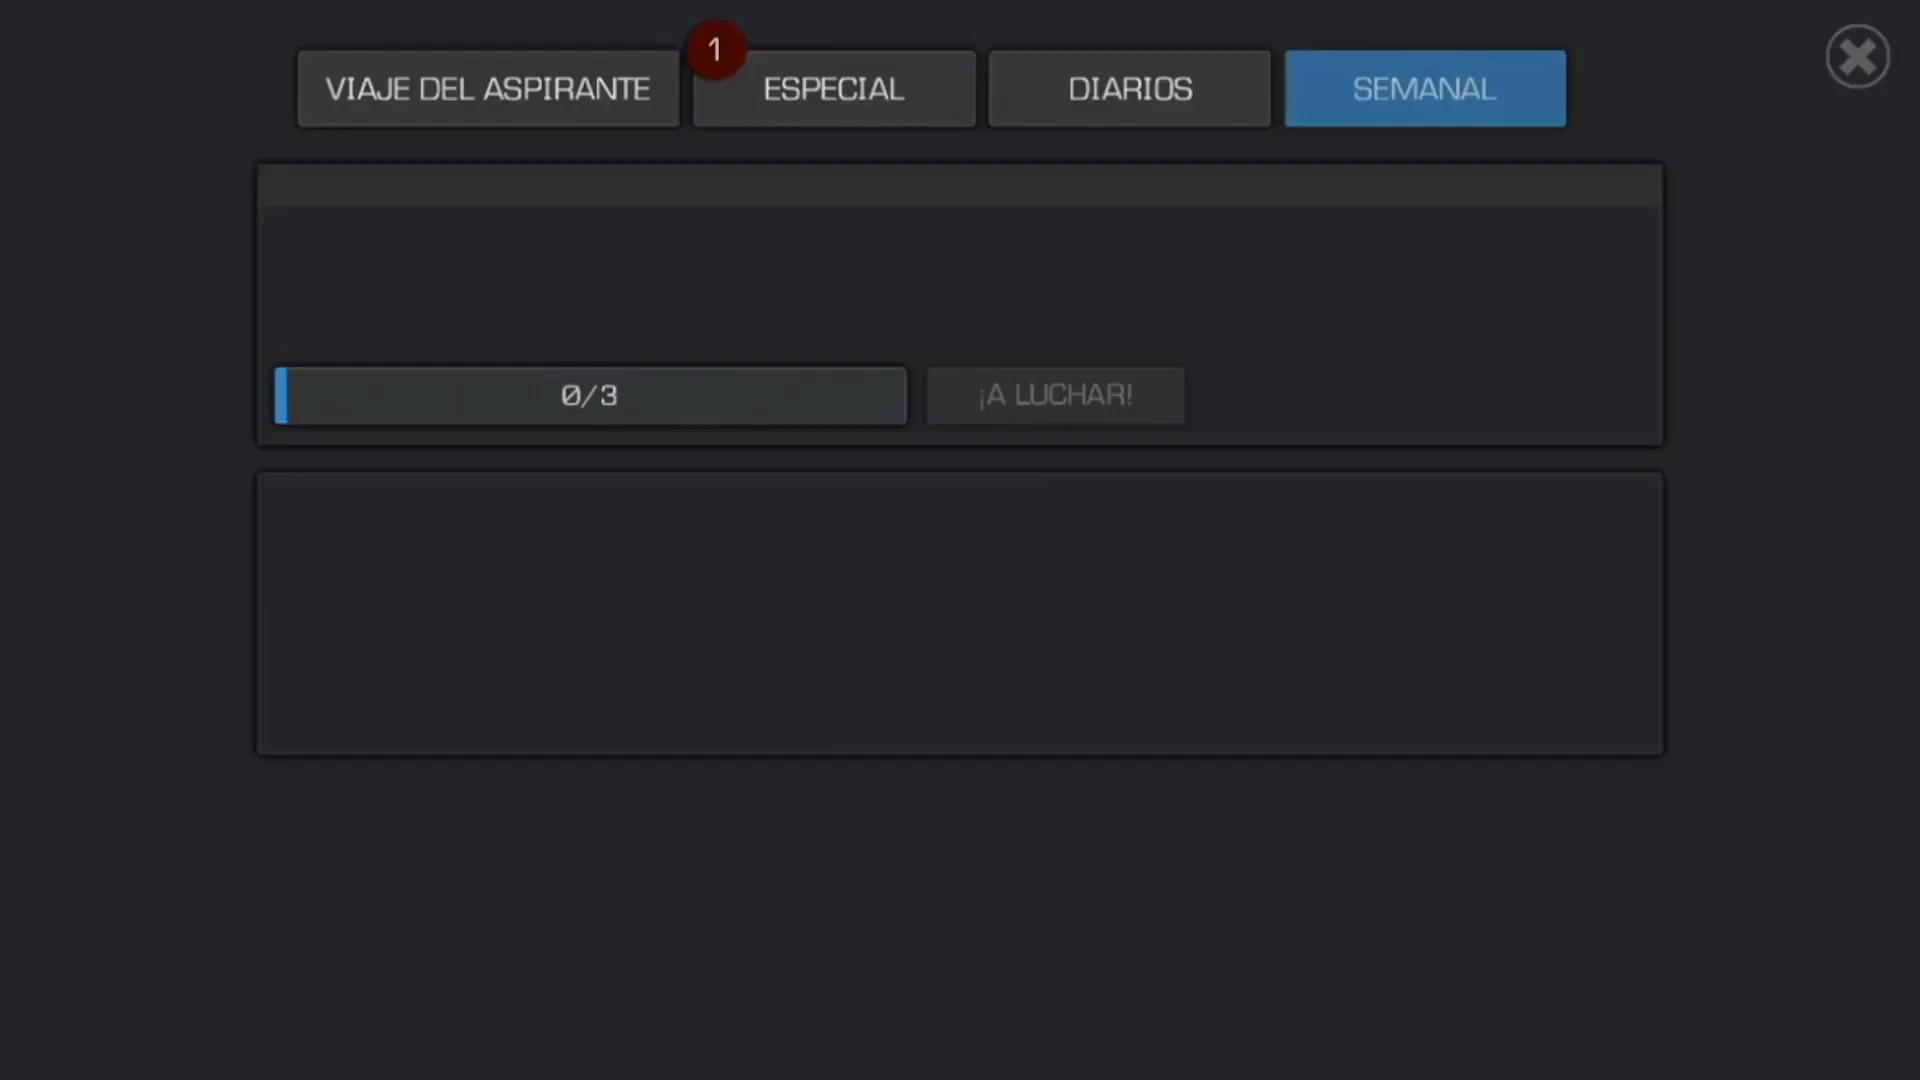 1
VIAJE DEL ASPIRANTE
ESPECIAL
DIARIOS
SEMANAL
0/3
¡A LUCHAR!